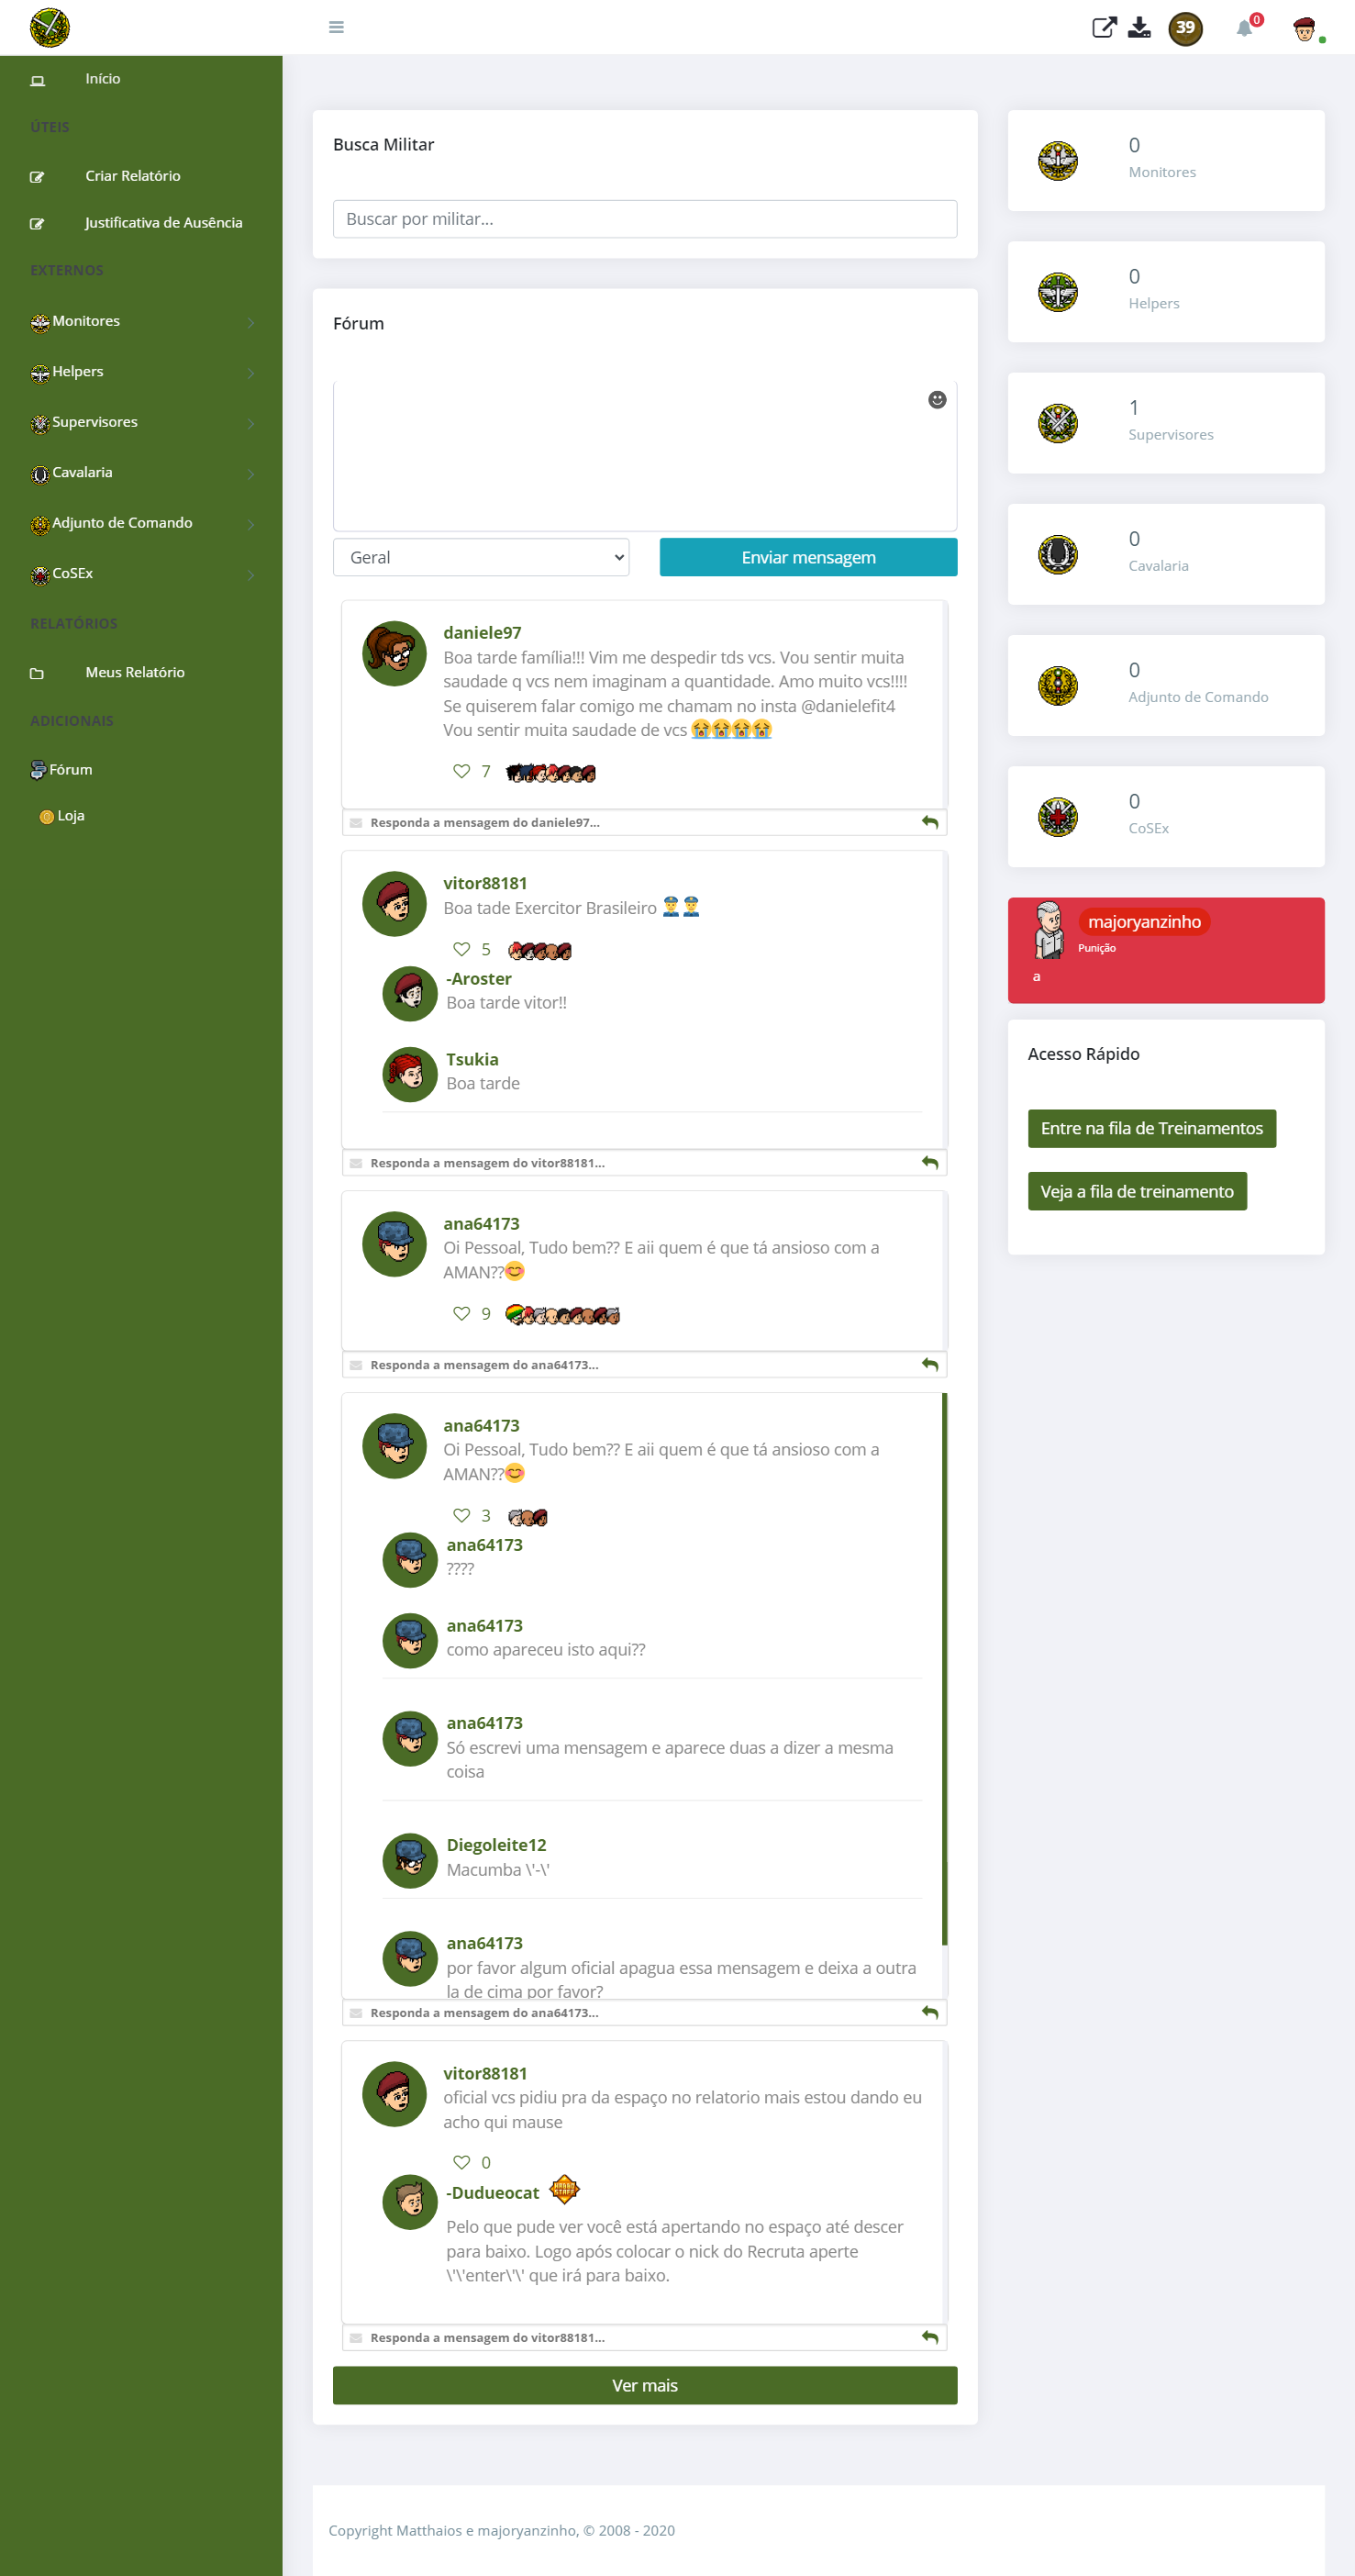 39
0
Início
ÚTEIS
Criar Relatório
Justificativa de Ausência
EXTERNOS
Monitores
Helpers
Supervisores
Cavalaria
Adjunto de Comando
CoSEx
RELATÓRIOS
Meus Relatório
ADICIONAIS
Fórum
Loja
Busca Militar
Buscar por militar...
Fórum
Geral
Enviar mensagem
daniele97
Boa tarde família!!! Vim me despedir tds vcs. Vou sentir muita
saudade q vcs nem imaginam a quantidade. Amo muito vcs!!!!
Se quiserem falar comigo me chamam no insta @danielefit4
Vou sentir muita saudade de vcs 😭😭😭😭
7
Responda a mensagem do daniele97...
vitor88181
Boa tade Exercitor Brasileiro 👮👮
5
-Aroster
Boa tarde vitor!!
Tsukia
Boa tarde
Responda a mensagem do vitor88181...
ana64173
Oi Pessoal, Tudo bem?? E aii quem é que tá ansioso com a
AMAN??😊
9
Responda a mensagem do ana64173...
ana64173
Oi Pessoal, Tudo bem?? E aii quem é que tá ansioso com a
AMAN??😊
3
ana64173
????
ana64173
como apareceu isto aqui??
ana64173
Só escrevi uma mensagem e aparece duas a dizer a mesma
coisa
Diegoleite12
Macumba \'-\'
ana64173
por favor algum oficial apagua essa mensagem e deixa a outra
la de cima por favor?
Responda a mensagem do ana64173...
vitor88181
oficial vcs pidiu pra da espaço no relatorio mais estou dando eu
acho qui mause
0
-Dudueocat
Pelo que pude ver você está apertando no espaço até descer
para baixo. Logo após colocar o nick do Recruta aperte
\'\'enter\'\' que irá para baixo.
Responda a mensagem do vitor88181...
Ver mais
0
Monitores
0
Helpers
1
Supervisores
0
Cavalaria
0
Adjunto de Comando
0
CoSEx
majoryanzinho
Punição
a
Acesso Rápido
Entre na fila de Treinamentos
Veja a fila de treinamento
Copyright Matthaios e majoryanzinho, © 2008 - 2020